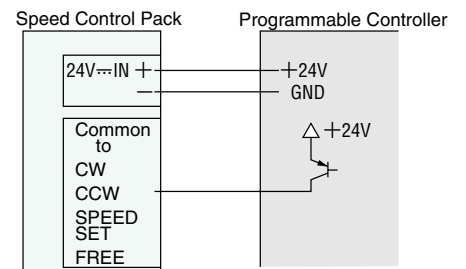 Speed Control Pack
Programmable Controller
24V⎓IN +
−
+24V
GND
Common
to
CW
CCW
SPEED
SET
FREE
+24V